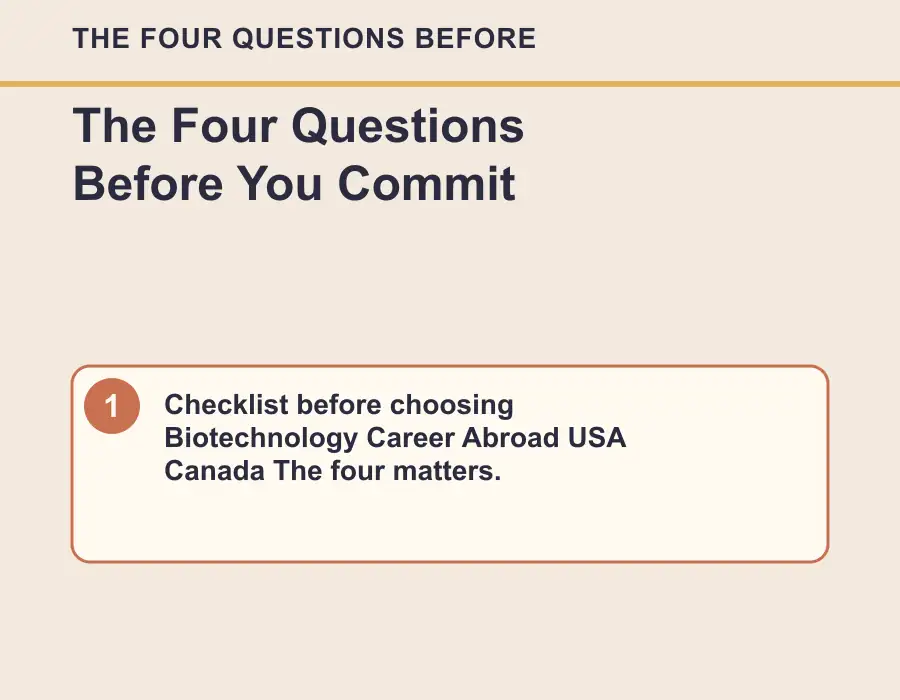 THE FOUR QUESTIONS BEFORE
The Four Questions
Before You Commit
1
Checklist before choosing
Biotechnology Career Abroad USA
Canada The four matters.